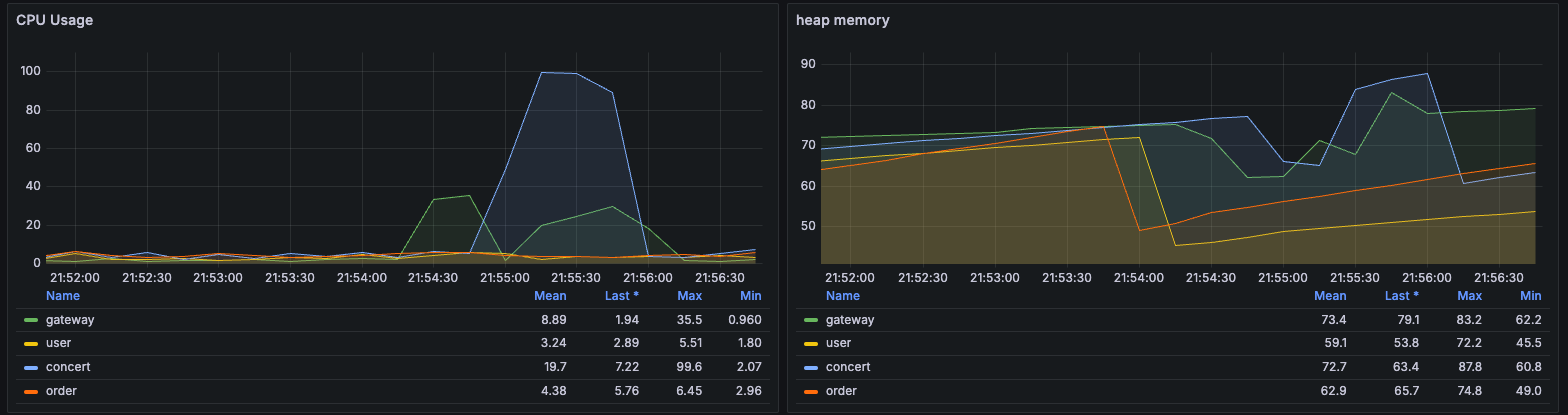 CPU Usage
100
80
60
40
20
0
21:52:00 21:52:30 21:53:00 21:53:30 21:54:00 21:54:30 21:55:00 21:55:30 21:56:00 21:56:30
Name Mean Last * Max Min
gateway 8.89 1.94 35.5 0.960
user 3.24 2.89 5.51 1.80
concert 19.7 7.22 99.6 2.07
order 4.38 5.76 6.45 2.96
heap memory
90
80
70
60
50
21:52:00 21:52:30 21:53:00 21:53:30 21:54:00 21:54:30 21:55:00 21:55:30 21:56:00 21:56:30
Name Mean Last * Max Min
gateway 73.4 79.1 83.2 62.2
user 59.1 53.8 72.2 45.5
concert 72.7 63.4 87.8 60.8
order 62.9 65.7 74.8 49.0